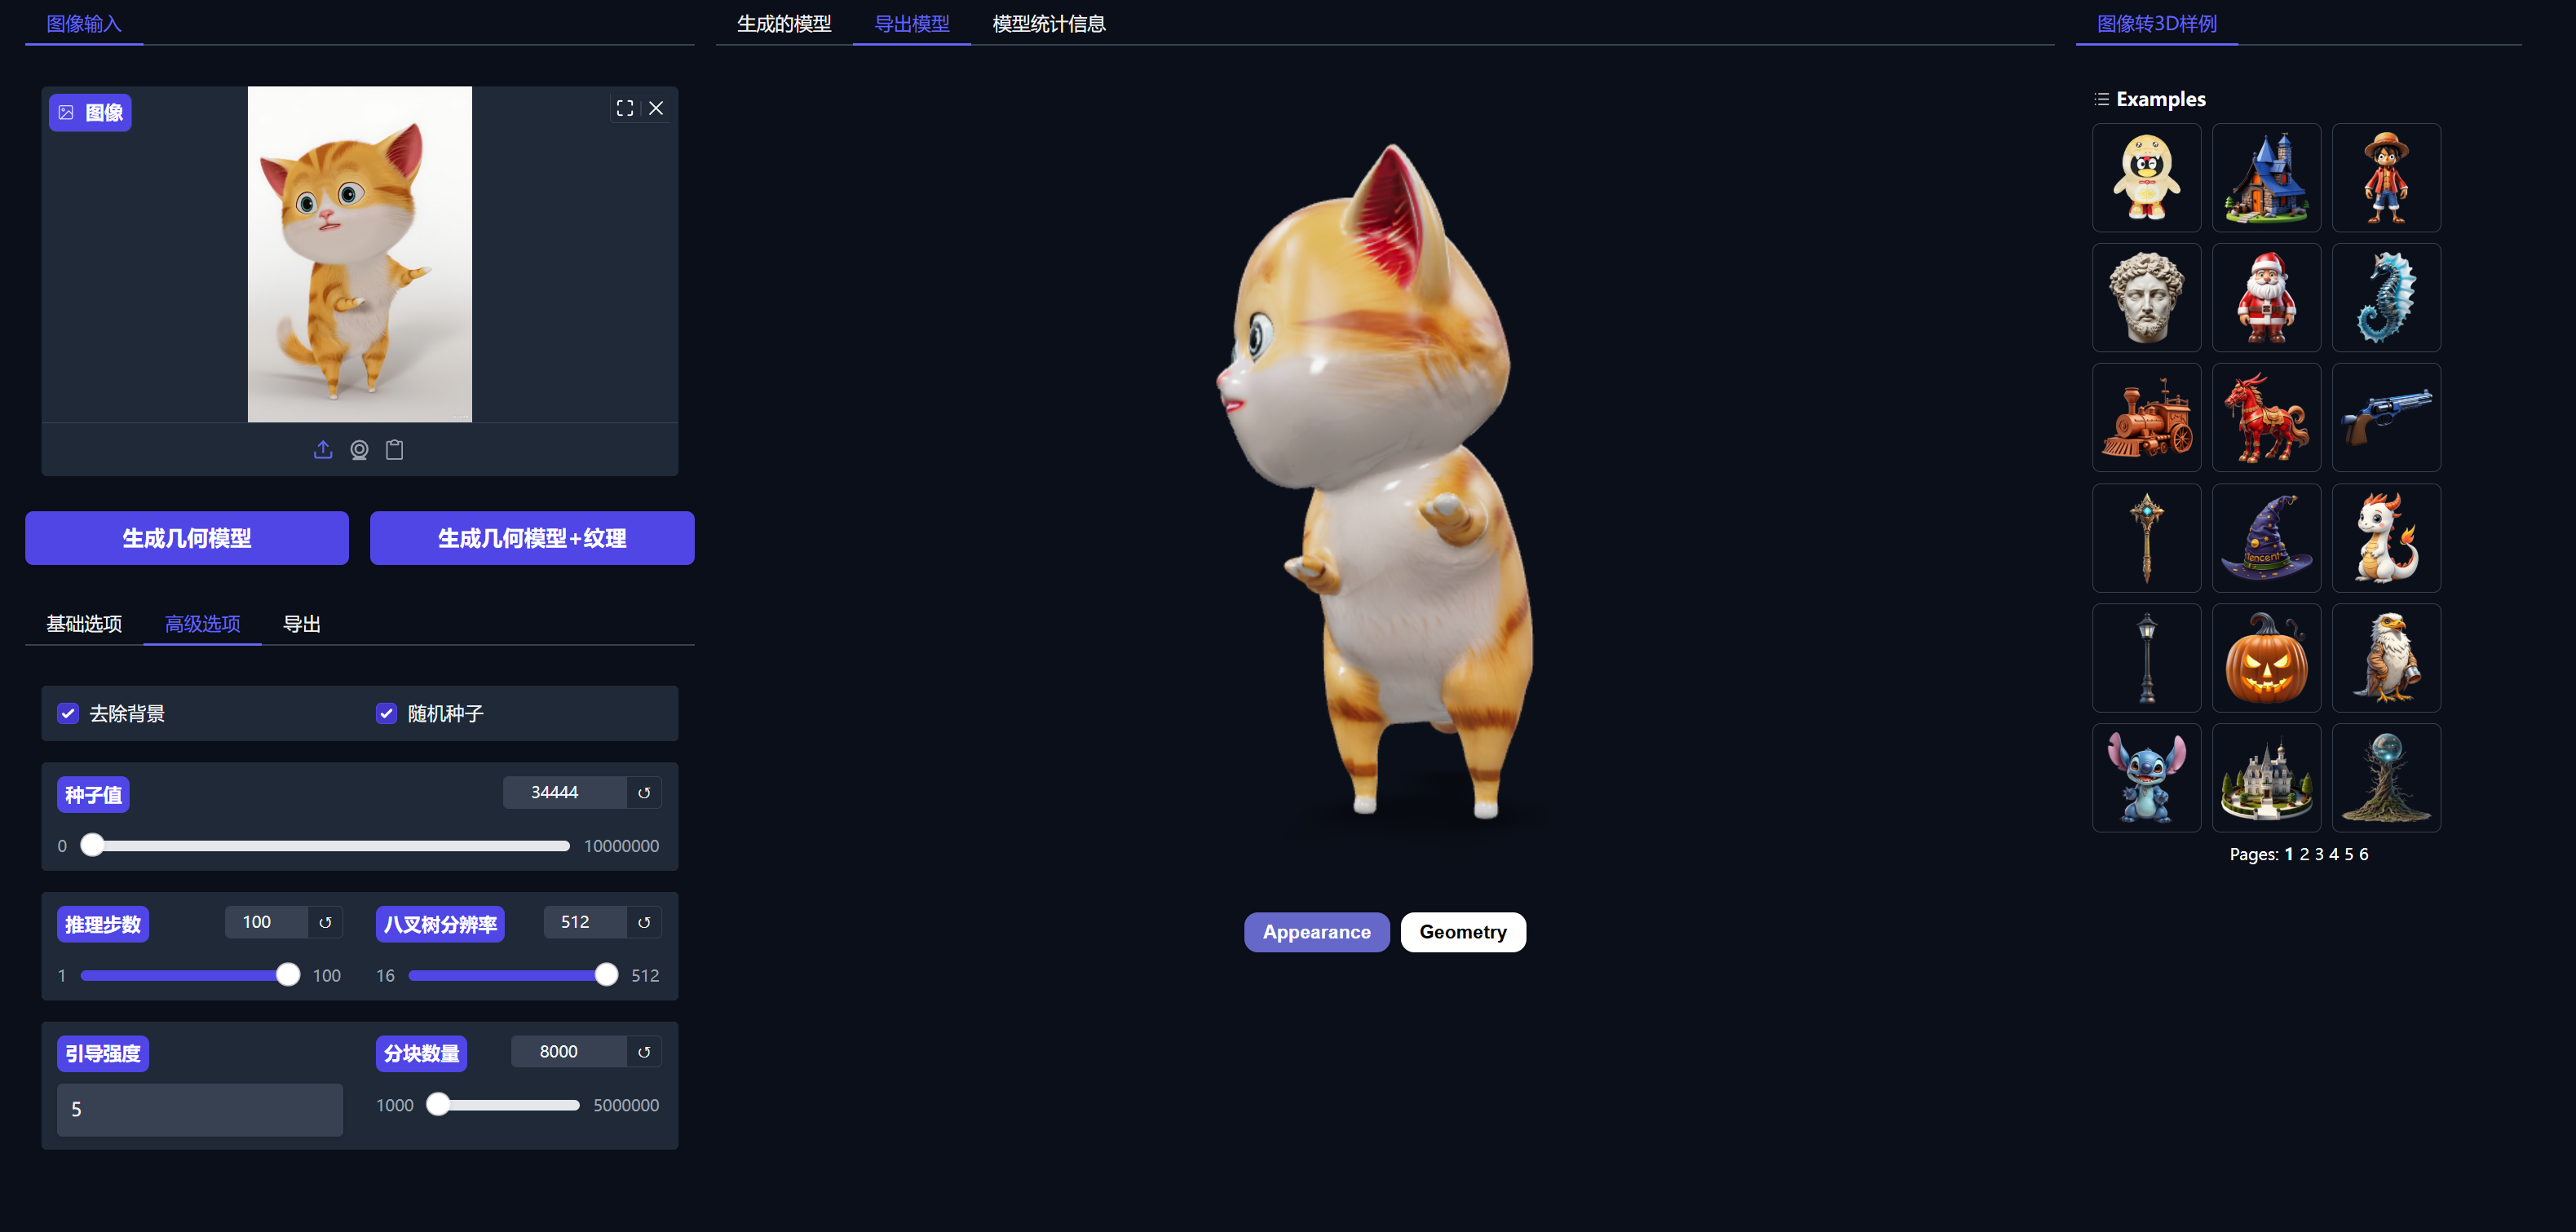 图像输入
图像
生成几何模型
生成几何模型+纹理
基础选项
高级选项
导出
去除背景
随机种子
种子值
34444
0
10000000
推理步数
100
1
100
八叉树分辨率
512
16
512
引导强度
5
分块数量
8000
1000
5000000
生成的模型
导出模型
模型统计信息
Appearance
Geometry
图像转3D样例
Examples
Tencent
Pages: 1 2 3 4 5 6